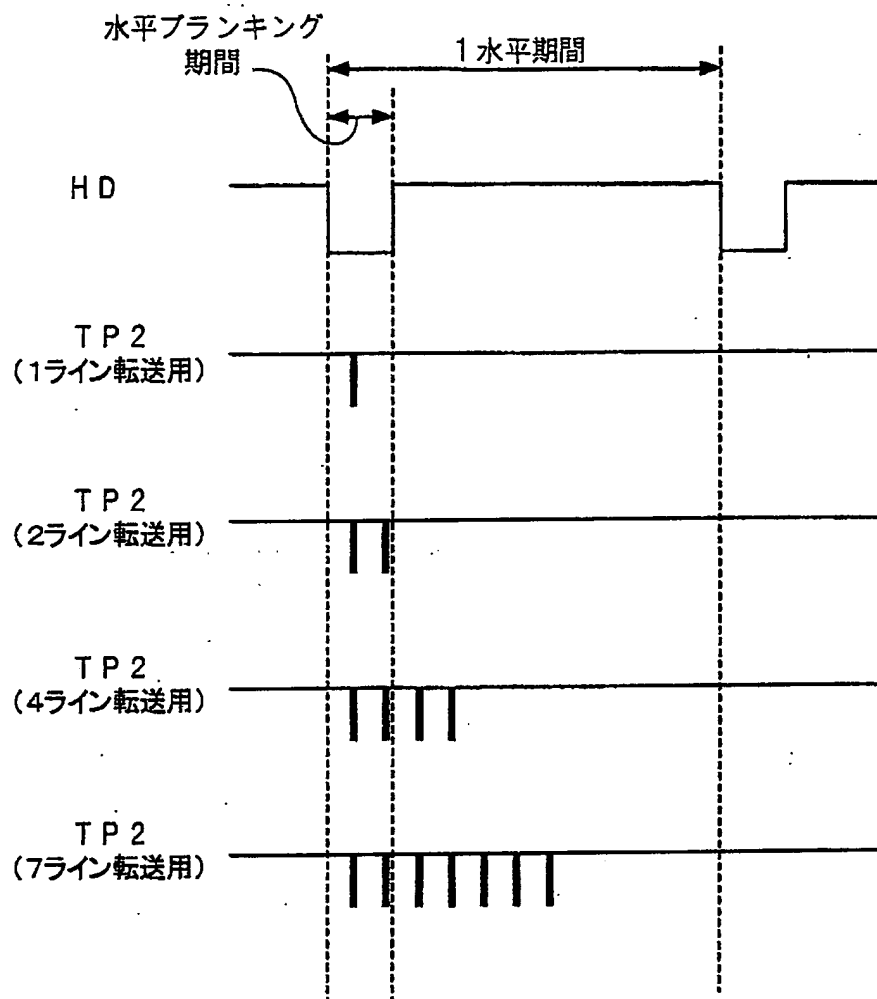 水平ブランキング
期間
1水平期間
HD
TP2
(1ライン転送用)
TP2
(2ライン転送用)
TP2
(4ライン転送用)
TP2
(7ライン転送用)